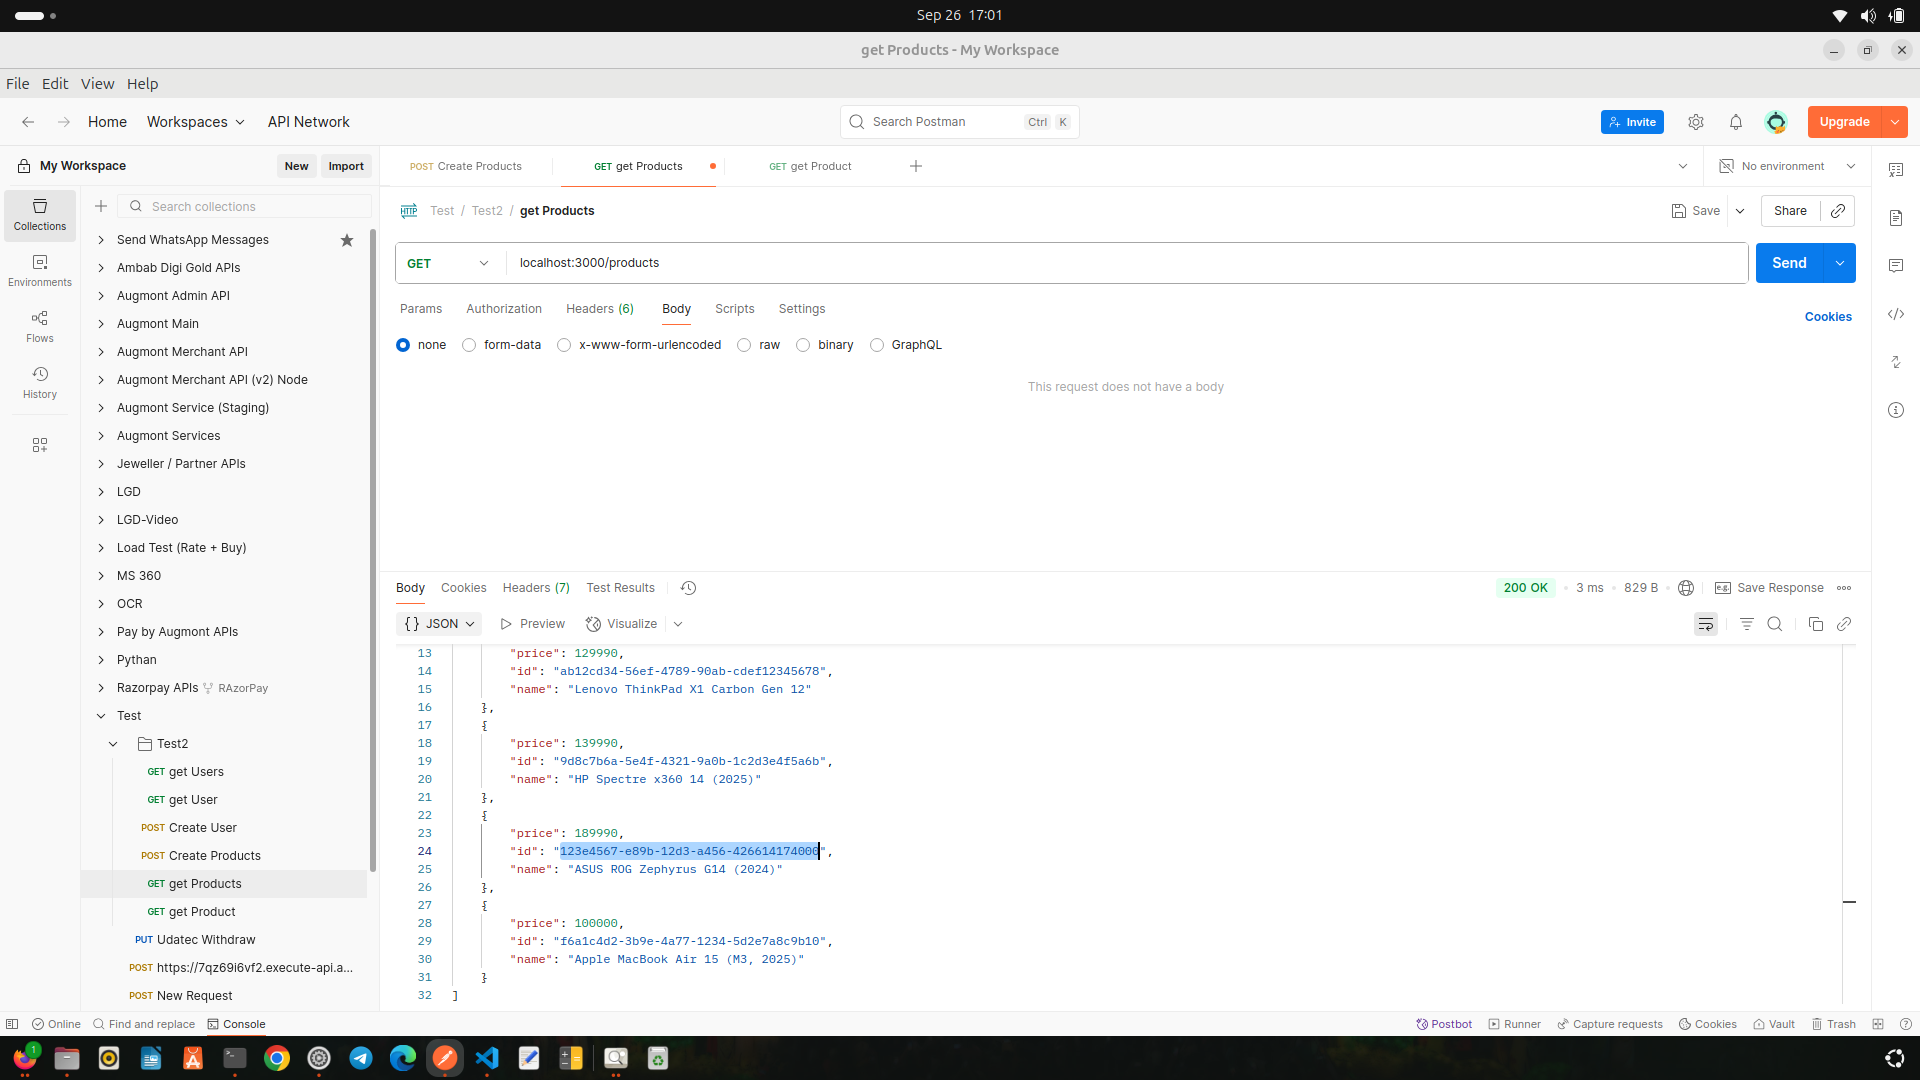 Sep 26 17:01
get Products - My Workspace
File Edit View Help
Home Workspaces API Network
Search Postman Ctrl K
Invite
Upgrade
My Workspace
New Import
POST Create Products
GET get Products
GET get Product
No environment
Collections
Environments
Flows
History
Search collections
Send WhatsApp Messages
Ambab Digi Gold APIs
Augmont Admin API
Augmont Main
Augmont Merchant API
Augmont Merchant API (v2) Node
Augmont Service (Staging)
Augmont Services
Jeweller / Partner APIs
LGD
LGD-Video
Load Test (Rate + Buy)
MS 360
OCR
Pay by Augmont APIs
Pythan
Razorpay APIs RAzorPay
Test
Test2
GET get Users
GET get User
POST Create User
POST Create Products
GET get Products
GET get Product
PUT Udatec Withdraw
POST https://7qz69i6vf2.execute-api.a...
POST New Request
HTTP Test / Test2 / get Products
Save Share
GET localhost:3000/products
Send
Params Authorization Headers (6) Body Scripts Settings
Cookies
none form-data x-www-form-urlencoded raw binary GraphQL
This request does not have a body
Body Cookies Headers (7) Test Results
200 OK • 3 ms • 829 B
e.g. Save Response
{} JSON Preview Visualize
13 "price": 129990,
14 "id": "ab12cd34-56ef-4789-90ab-cdef12345678",
15 "name": "Lenovo ThinkPad X1 Carbon Gen 12"
16 },
17 {
18 "price": 139990,
19 "id": "9d8c7b6a-5e4f-4321-9a0b-1c2d3e4f5a6b",
20 "name": "HP Spectre x360 14 (2025)"
21 },
22 {
23 "price": 189990,
24 "id": "123e4567-e89b-12d3-a456-426614174000",
25 "name": "ASUS ROG Zephyrus G14 (2024)"
26 },
27 {
28 "price": 100000,
29 "id": "f6a1c4d2-3b9e-4a77-1234-5d2e7a8c9b10",
30 "name": "Apple MacBook Air 15 (M3, 2025)"
31 }
32 ]
Online Find and replace Console
Postbot Runner Capture requests Cookies Vault Trash
1